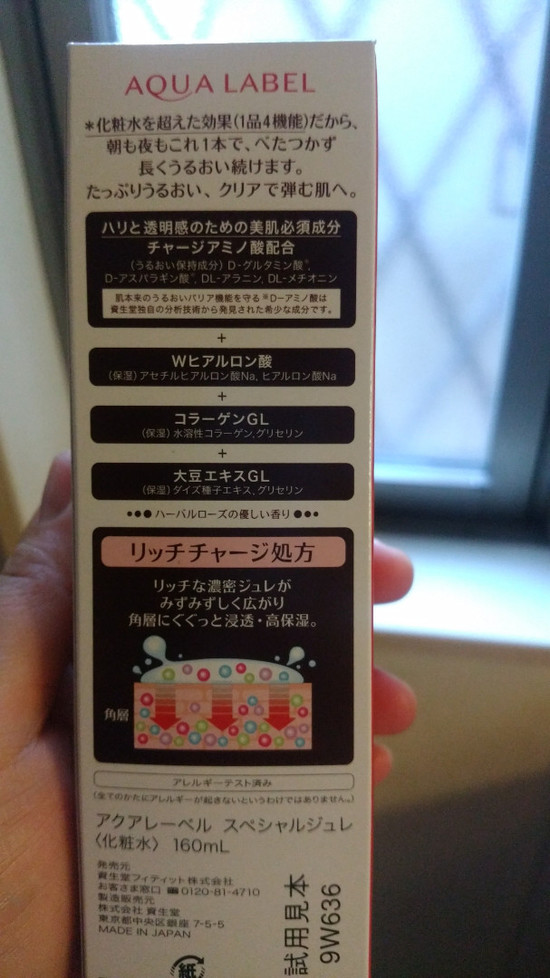 AQUA LABEL
*化粧水を超えた効果(1品4機能)だから、
朝も夜もこれ1本で、べたつかず
長くうるおい続けます。
たっぷりうるおい、クリアで弾む肌へ。
ハリと透明感のための美肌必須成分
チャージアミノ酸配合
(うるおい保持成分) D-グルタミン酸※、
D-アスパラギン酸※、DL-アラニン、DL-メチオニン
肌本来のうるおいバリア機能を守る※D-アミノ酸は
資生堂独自の分析技術から発見された希少な成分です。
+
Wヒアルロン酸
(保湿) アセチルヒアルロン酸Na、ヒアルロン酸Na
+
コラーゲンGL
(保湿) 水溶性コラーゲン、グリセリン
+
大豆エキスGL
(保湿) ダイズ種子エキス、グリセリン
•●● ハーバルローズの優しい香り ●●•
リッチチャージ処方
リッチな濃密ジュレが
みずみずしく広がり
角層にぐぐっと浸透・高保湿。
角層
アレルギーテスト済み
(全てのかたにアレルギーが起きないというわけではありません。)
アクアレーベル スペシャルジュレ
〈化粧水〉 160mL
発売元
資生堂フィティット株式会社
お客さま窓口 ☎0120-81-4710
製造販売元
株式会社 資生堂
東京都中央区銀座 7-5-5
MADE IN JAPAN
試用見本
9W636
紙